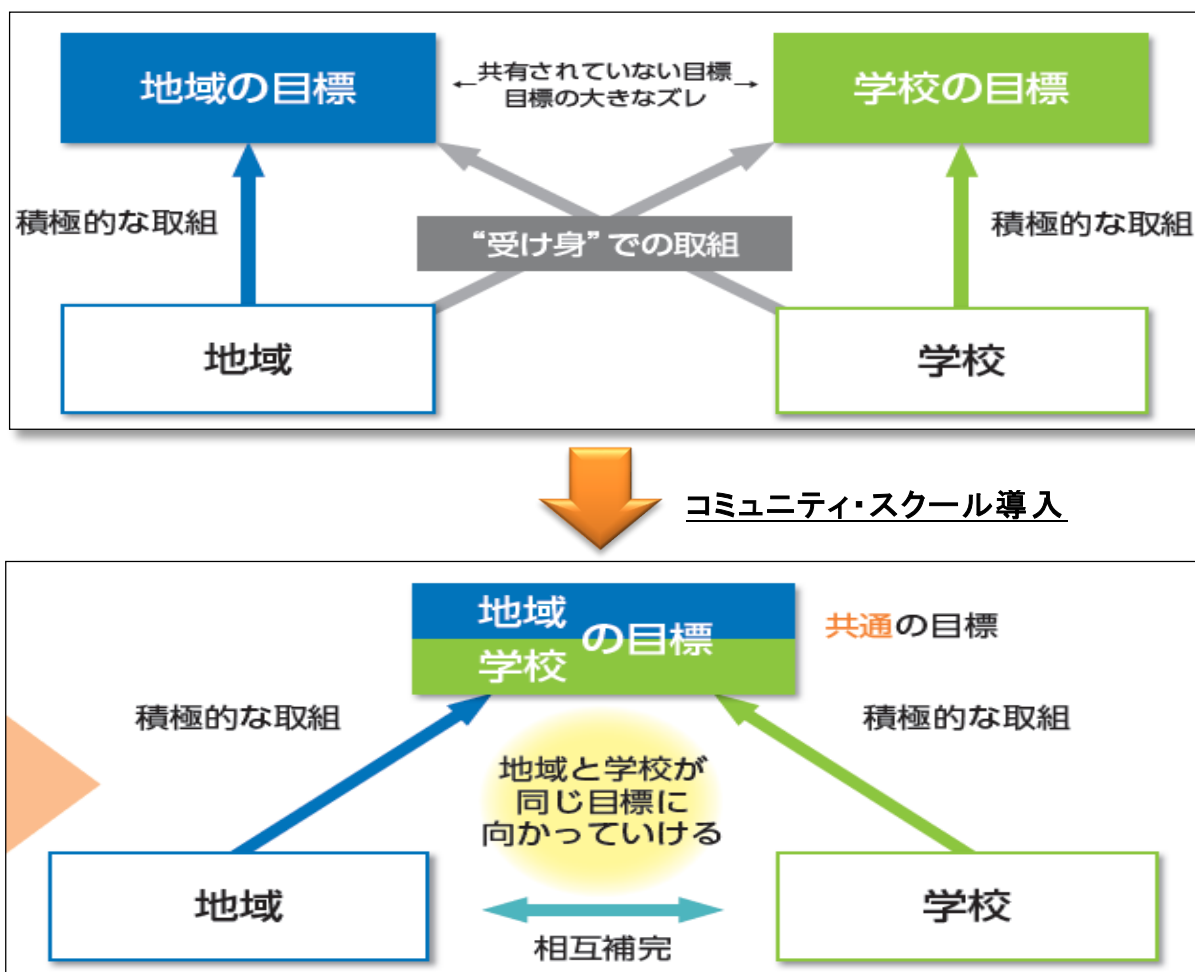 地域の目標
←共有されていない目標→
目標の大きなズレ
学校の目標
積極的な取組
“受け身”での取組
積極的な取組
地域
学校
コミュニティ・スクール導入
地域
学校
の目標
共通の目標
積極的な取組
積極的な取組
地域と学校が
同じ目標に
向かっていける
地域
学校
相互補完